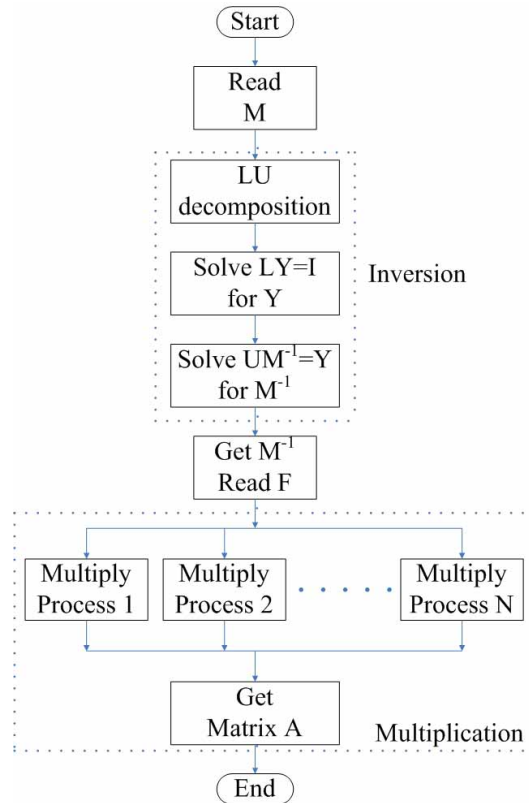 Start
Read
M
LU
decomposition
Solve LY=I
for Y
Inversion
Solve UM⁻¹=Y
for M⁻¹
Get M⁻¹
Read F
Multiply
Process 1
Multiply
Process 2
Multiply
Process N
Get
Matrix A
Multiplication
End